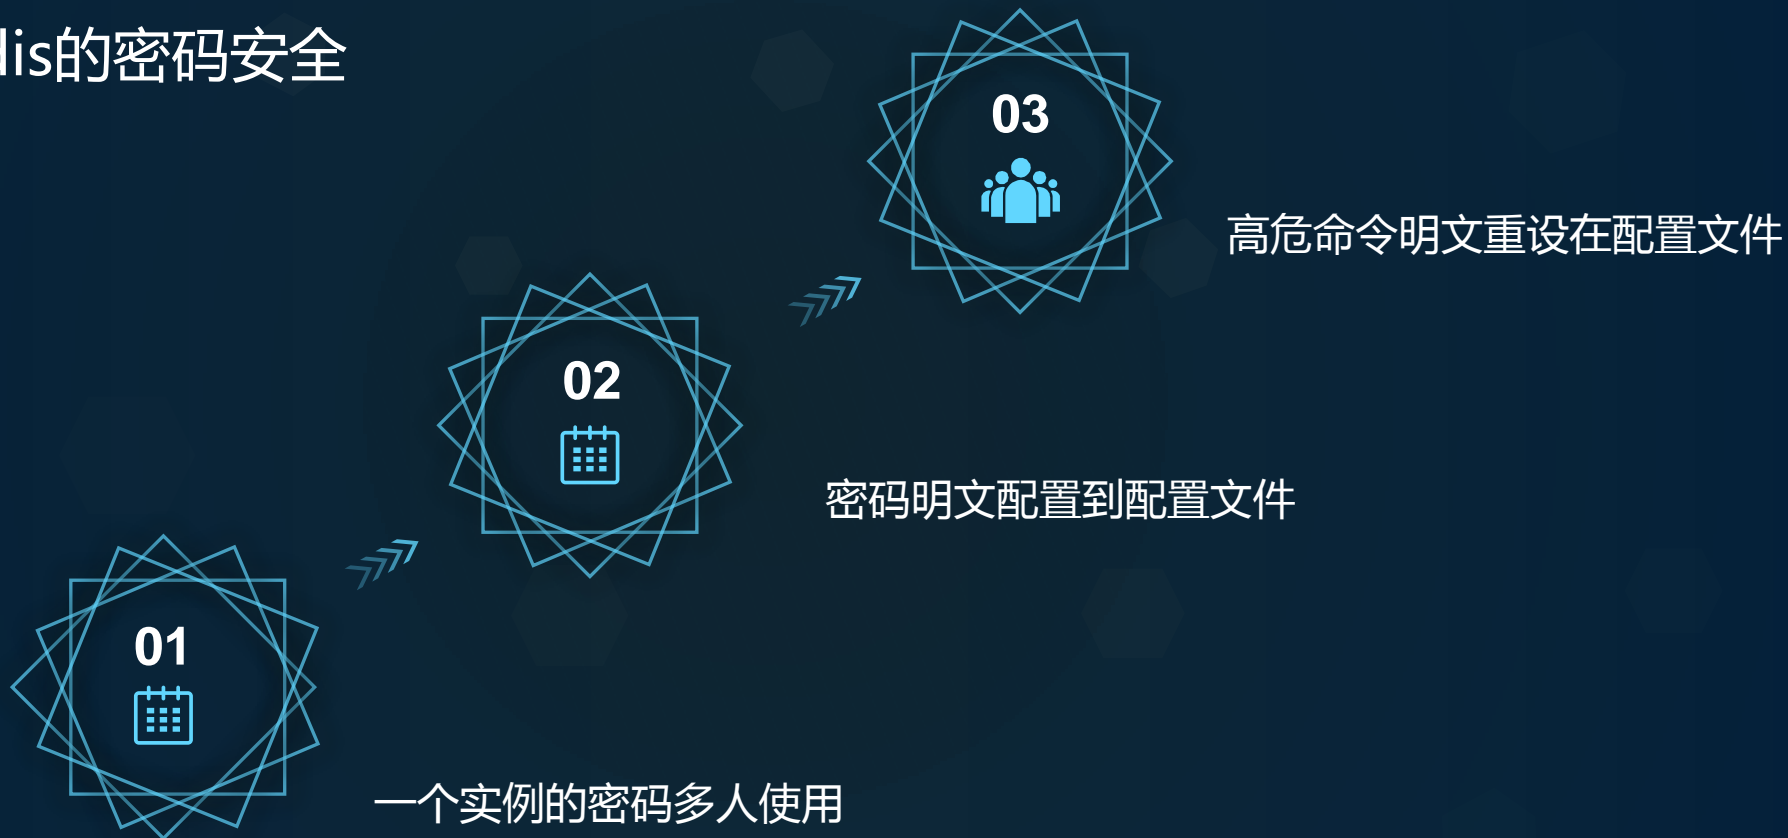 dis的密码安全
03
高危命令明文重设在配置文件
02
密码明文配置到配置文件
01
一个实例的密码多人使用